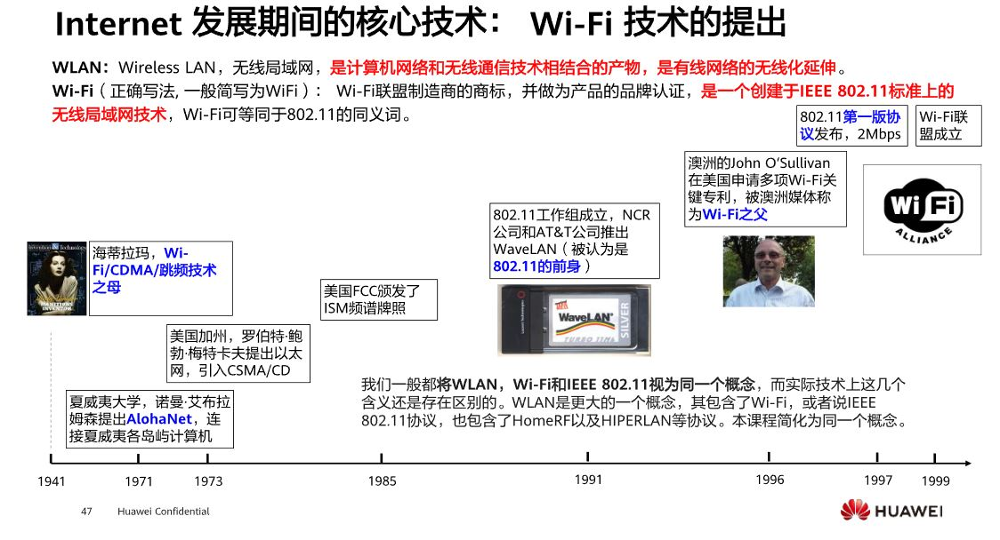 Internet 发展期间的核心技术： Wi-Fi 技术的提出
WLAN：Wireless LAN，无线局域网，是计算机网络和无线通信技术相结合的产物，是有线网络的无线化延伸。
Wi-Fi（正确写法, 一般简写为WiFi）： Wi-Fi联盟制造商的商标，并做为产品的品牌认证，是一个创建于IEEE 802.11标准上的
无线局域网技术，Wi-Fi可等同于802.11的同义词。
802.11第一版协
议发布，2Mbps
Wi-Fi联
盟成立
澳洲的John O‘Sullivan
在美国申请多项Wi-Fi关
键专利，被澳洲媒体称
为Wi-Fi之父
Wi Fi
ALLIANCE
802.11工作组成立，NCR
公司和AT&T公司推出
WaveLAN（被认为是
802.11的前身）
WaveLAN
SILVER
TURBO 11Mb
Invention & Technology
海蒂拉玛，Wi-
Fi/CDMA/跳频技术
之母
美国FCC颁发了
ISM频谱牌照
美国加州，罗伯特·鲍
勃·梅特卡夫提出以太
网，引入CSMA/CD
夏威夷大学，诺曼·艾布拉
姆森提出AlohaNet，连
接夏威夷各岛屿计算机
我们一般都将WLAN，Wi-Fi和IEEE 802.11视为同一个概念，而实际技术上这几个
含义还是存在区别的。WLAN是更大的一个概念，其包含了Wi-Fi，或者说IEEE
802.11协议，也包含了HomeRF以及HIPERLAN等协议。本课程简化为同一个概念。
1941 1971 1973 1985 1991 1996 1997 1999
47 Huawei Confidential
HUAWEI